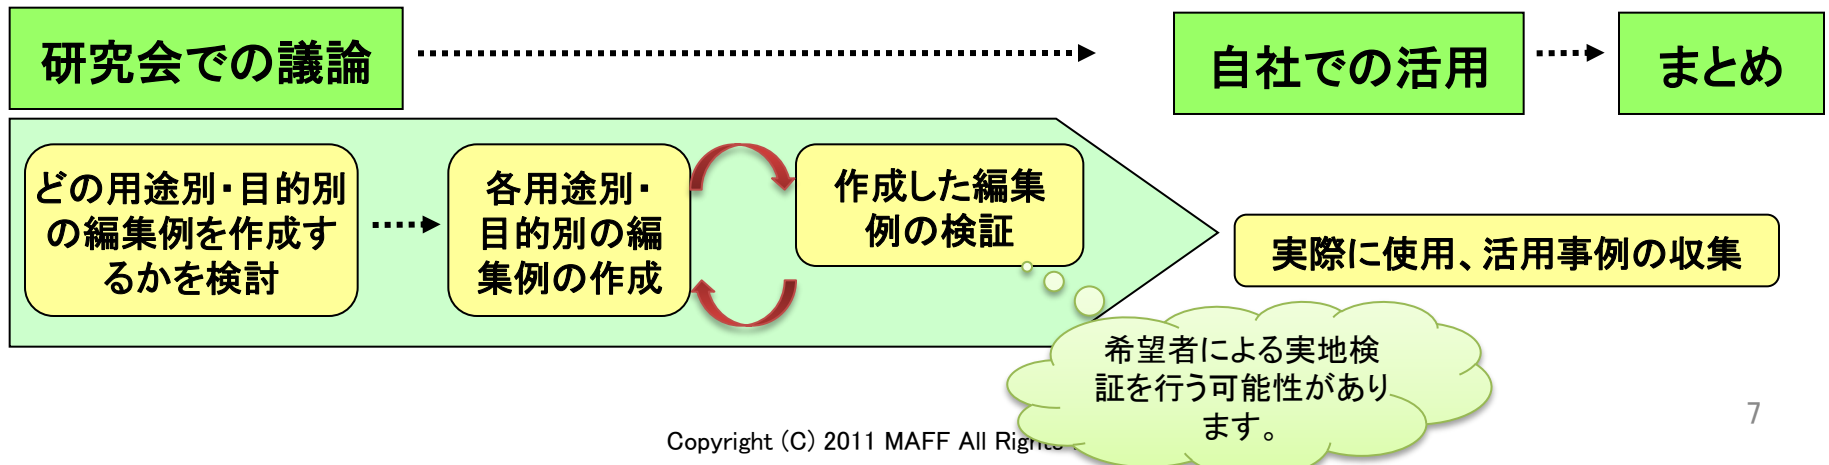 研究会での議論
自社での活用
まとめ
どの用途別・目的別
の編集例を作成す
るかを検討
各用途別・
目的別の編
集例の作成
作成した編集
例の検証
実際に使用、活用事例の収集
希望者による実地検
証を行う可能性があり
ます。
Copyright (C) 2011 MAFF All
7